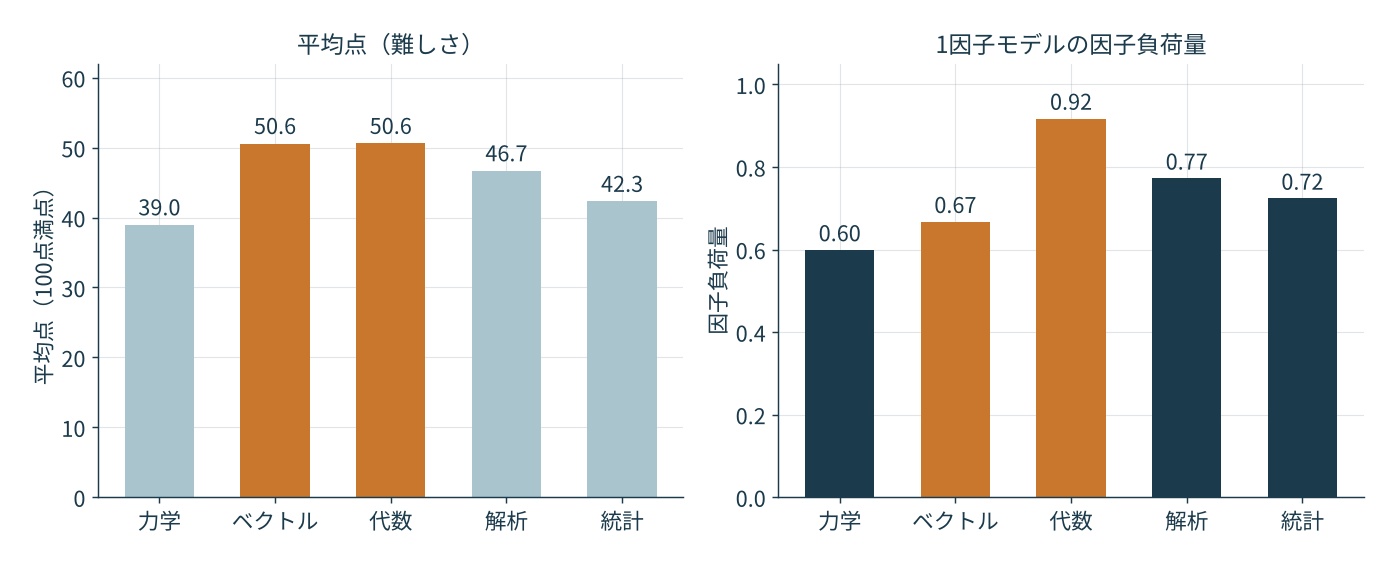 平均点（難しさ）
平均点（100点満点）
60
50
40
30
20
10
0
39.0
50.6
50.6
46.7
42.3
力学
ベクトル
代数
解析
統計
1因子モデルの因子負荷量
因子負荷量
1.0
0.8
0.6
0.4
0.2
0.0
0.60
0.67
0.92
0.77
0.72
力学
ベクトル
代数
解析
統計